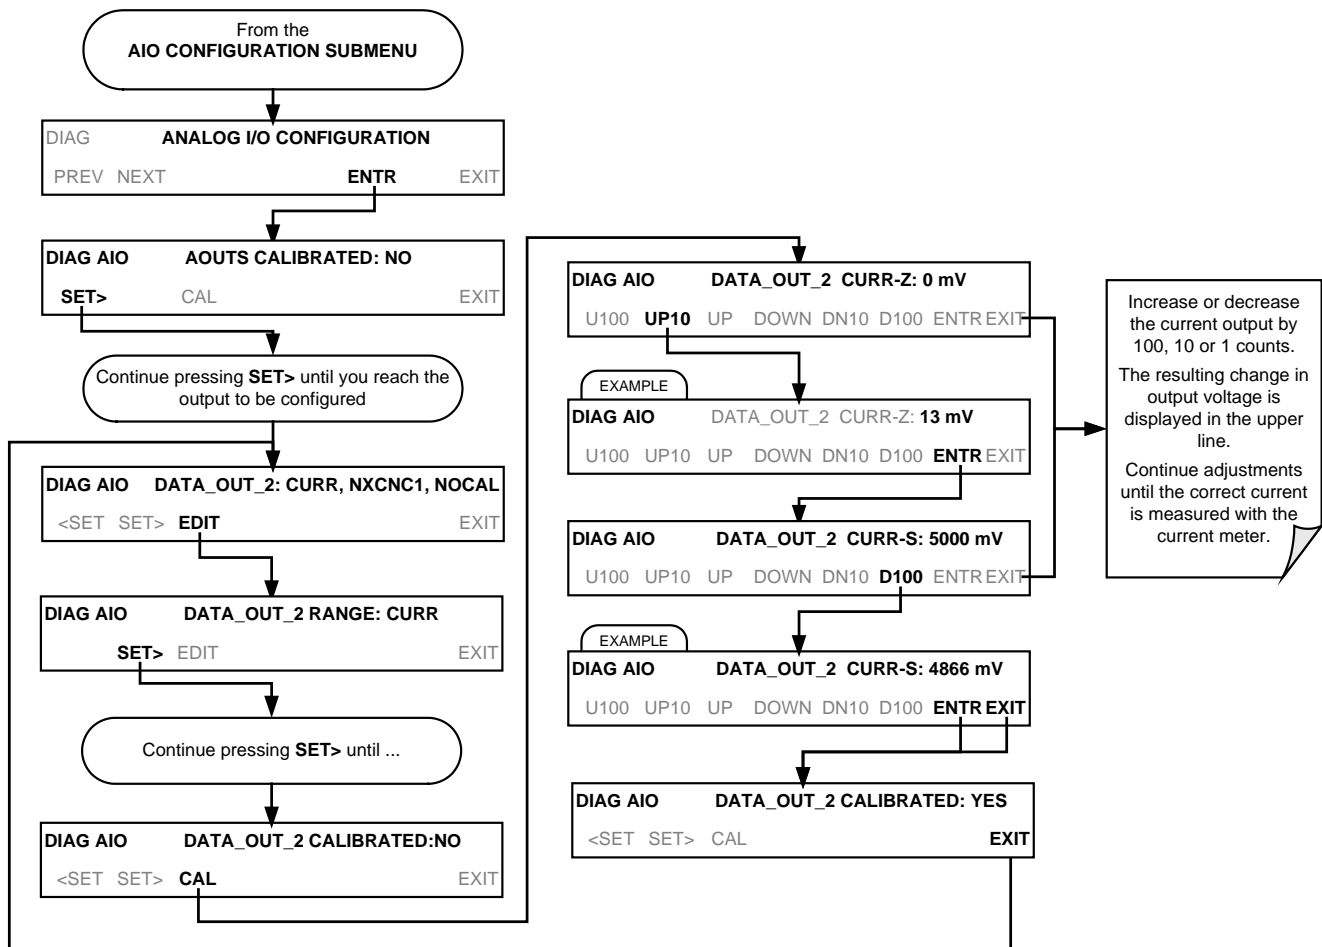 From the
AIO CONFIGURATION SUBMENU
DIAG ANALOG I/O CONFIGURATION
PREV NEXT ENTR EXIT
DIAG AIO AOUTS CALIBRATED: NO
SET> CAL EXIT
Continue pressing SET> until you reach the
output to be configured
DIAG AIO DATA_OUT_2: CURR, NXCNC1, NOCAL
<SET SET> EDIT EXIT
DIAG AIO DATA_OUT_2 RANGE: CURR
SET> EDIT EXIT
Continue pressing SET> until ...
DIAG AIO DATA_OUT_2 CALIBRATED:NO
<SET SET> CAL EXIT
DIAG AIO DATA_OUT_2 CURR-Z: 0 mV
U100 UP10 UP DOWN DN10 D100 ENTR EXIT
EXAMPLE
DIAG AIO DATA_OUT_2 CURR-Z: 13 mV
U100 UP10 UP DOWN DN10 D100 ENTR EXIT
DIAG AIO DATA_OUT_2 CURR-S: 5000 mV
U100 UP10 UP DOWN DN10 D100 ENTR EXIT
EXAMPLE
DIAG AIO DATA_OUT_2 CURR-S: 4866 mV
U100 UP10 UP DOWN DN10 D100 ENTR EXIT
DIAG AIO DATA_OUT_2 CALIBRATED: YES
<SET SET> CAL EXIT
Increase or decrease
the current output by
100, 10 or 1 counts.
The resulting change in
output voltage is
displayed in the upper
line.
Continue adjustments
until the correct current
is measured with the
current meter.